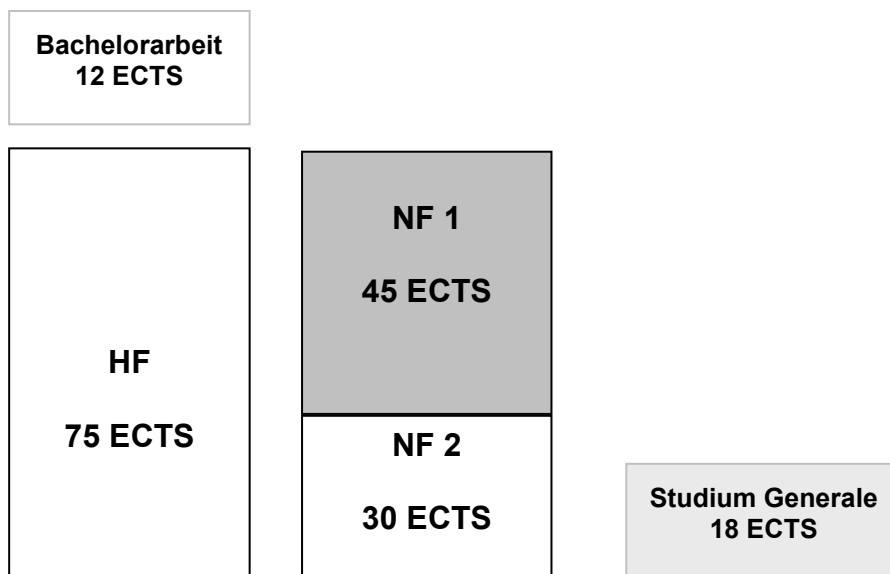 Bachelorarbeit
12 ECTS
HF
75 ECTS
NF 1
45 ECTS
NF 2
30 ECTS
Studium Generale
18 ECTS